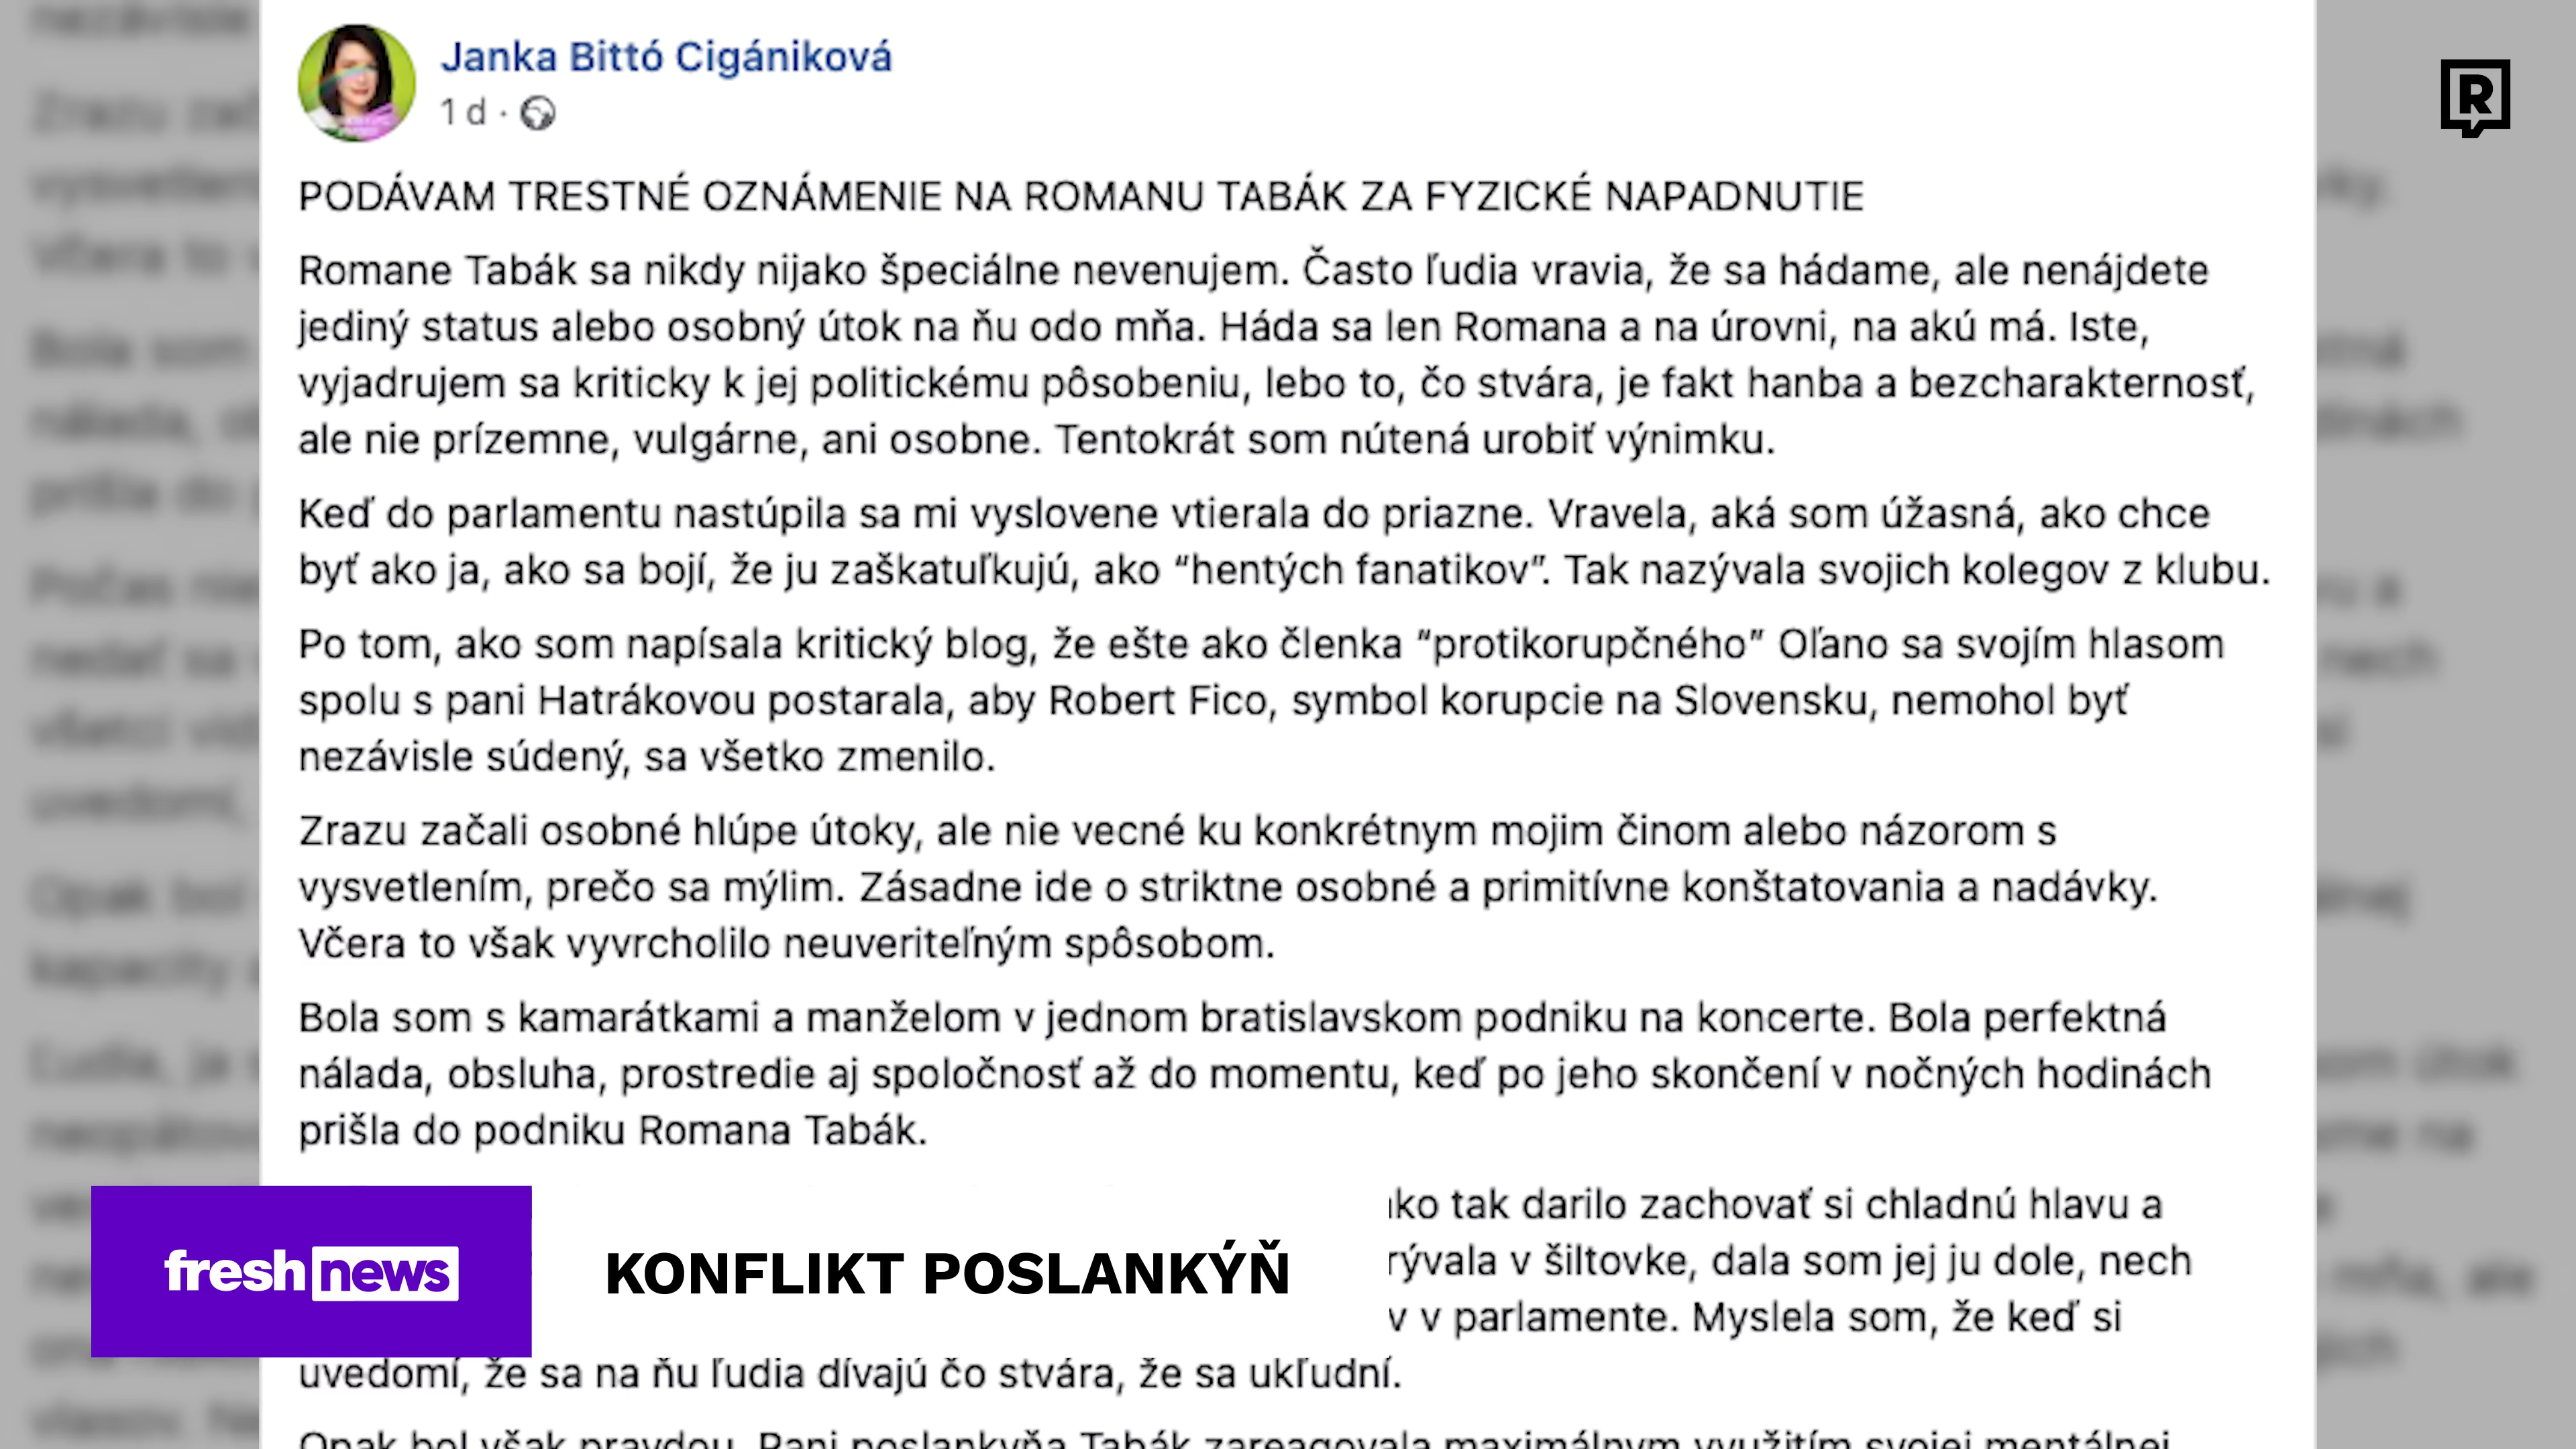 Janka Bittó Cigániková
1 d ·
R
PODÁVAM TRESTNÉ OZNÁMENIE NA ROMANU TABÁK ZA FYZICKÉ NAPADNUTIE
Romane Tabák sa nikdy nijako špeciálne nevenujem. Často ľudia vravia, že sa hádame, ale nenájdete
jediný status alebo osobný útok na ňu odo mňa. Háda sa len Romana a na úrovni, na akú má. Iste,
vyjadrujem sa kriticky k jej politickému pôsobeniu, lebo to, čo stvára, je fakt hanba a bezcharakternosť,
ale nie prízemne, vulgárne, ani osobne. Tentokrát som nútená urobiť výnimku.
Keď do parlamentu nastúpila sa mi vyslovene vtierala do priazne. Vravela, aká som úžasná, ako chce
byť ako ja, ako sa bojí, že ju zaškatuľkujú, ako “hentých fanatikov”. Tak nazývala svojich kolegov z klubu.
Po tom, ako som napísala kritický blog, že ešte ako členka “protikorupčného” Oľano sa svojím hlasom
spolu s pani Hatrákovou postarala, aby Robert Fico, symbol korupcie na Slovensku, nemohol byť
nezávisle súdený, sa všetko zmenilo.
Zrazu začali osobné hlúpe útoky, ale nie vecné ku konkrétnym mojim činom alebo názorom s
vysvetlením, prečo sa mýlim. Zásadne ide o striktne osobné a primitívne konštatovania a nadávky.
Včera to však vyvrcholilo neuveriteľným spôsobom.
Bola som s kamarátkami a manželom v jednom bratislavskom podniku na koncerte. Bola perfektná
nálada, obsluha, prostredie aj spoločnosť až do momentu, keď po jeho skončení v nočných hodinách
prišla do podniku Romana Tabák.
tak darilo zachovať si chladnú hlavu a
v šiltovke, dala som jej ju dole, nech
v parlamente. Myslela som, že keď si
uvedomí, že sa na ňu ľudia dívajú čo stvára, že sa ukľudní.
Opak bol však pravdou. Pani poslankyňa Tabák zareagovala maximálnym využitím svojej mentálnej
fresh news
KONFLIKT POSLANKÝŇ